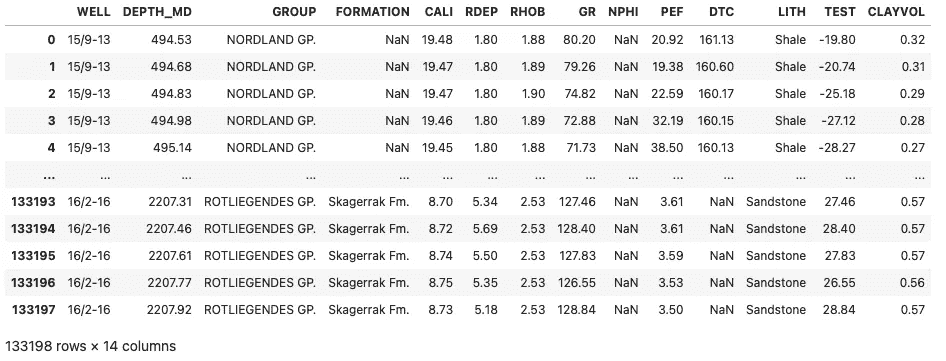 WELL DEPTH_MD GROUP FORMATION CALI RDEP RHOB GR NPHI PEF DTC LITH TEST CLAYVOL
0 15/9-13 494.53 NORDLAND GP. NaN 19.48 1.80 1.88 80.20 NaN 20.92 161.13 Shale -19.80 0.32
1 15/9-13 494.68 NORDLAND GP. NaN 19.47 1.80 1.89 79.26 NaN 19.38 160.60 Shale -20.74 0.31
2 15/9-13 494.83 NORDLAND GP. NaN 19.47 1.80 1.90 74.82 NaN 22.59 160.17 Shale -25.18 0.29
3 15/9-13 494.98 NORDLAND GP. NaN 19.46 1.80 1.89 72.88 NaN 32.19 160.15 Shale -27.12 0.28
4 15/9-13 495.14 NORDLAND GP. NaN 19.45 1.80 1.88 71.73 NaN 38.50 160.13 Shale -28.27 0.27
... ... ... ... ... ... ... ... ... ... ... ... ... ... ...
133193 16/2-16 2207.31 ROTLIEGENDES GP. Skagerrak Fm. 8.70 5.34 2.53 127.46 NaN 3.61 NaN Sandstone 27.46 0.57
133194 16/2-16 2207.46 ROTLIEGENDES GP. Skagerrak Fm. 8.72 5.69 2.53 128.40 NaN 3.61 NaN Sandstone 28.40 0.57
133195 16/2-16 2207.61 ROTLIEGENDES GP. Skagerrak Fm. 8.74 5.50 2.53 127.83 NaN 3.59 NaN Sandstone 27.83 0.57
133196 16/2-16 2207.77 ROTLIEGENDES GP. Skagerrak Fm. 8.75 5.35 2.53 126.55 NaN 3.53 NaN Sandstone 26.55 0.56
133197 16/2-16 2207.92 ROTLIEGENDES GP. Skagerrak Fm. 8.73 5.18 2.53 128.84 NaN 3.50 NaN Sandstone 28.84 0.57
133198 rows × 14 columns